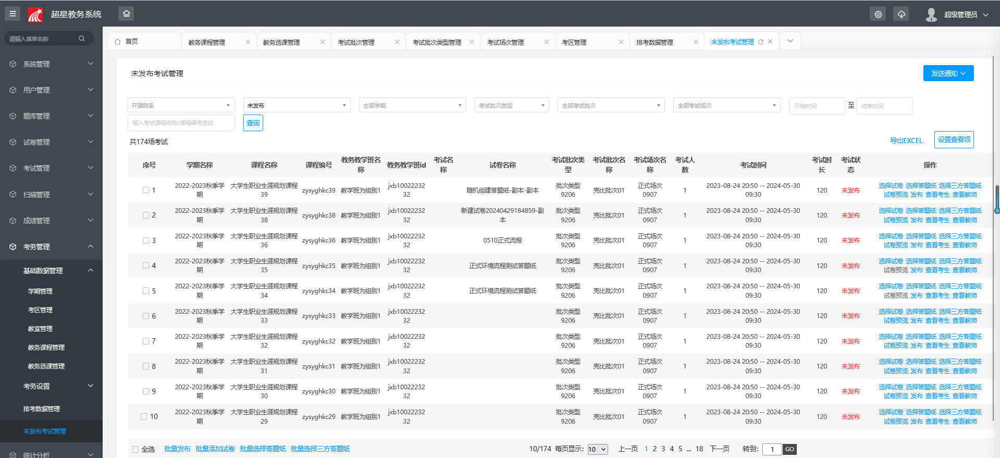 超星教务系统
超级管理员
请输入菜单名称
首页
教务课程管理
教务选课管理
考试批次管理
考试批次类型管理
考试场次管理
考区管理
排考数据管理
未发布考试管理
系统管理
用户管理
题库管理
试卷管理
考试管理
扫描管理
成绩管理
考务管理
基础数据管理
学期管理
考区管理
教室管理
教务课程管理
教务选课管理
考务设置
排考数据管理
未发布考试管理
统计分析
未发布考试管理
发送通知
开课院系 未发布 全部学期 考试批次类型 全部考试批次 全部考试场次 开始时间 至 结束时间
输入考试课程名称/课程编号查找 查询
共174场考试 导出EXCEL 设置查看项
序号 学期名称 课程名称 课程编号 教务教学班名称 教务教学班id 考试名称 试卷名称 考试批次类型 考试批次名称 考试场次名称 考试人数 考试时间 考试时长 考试状态 操作
1 2022-2023秋季学期 大学生职业生涯规划课程39 zysyghkc39 教学班为组别1 jxb1002223232 随机组建答题纸-副本-副本 批次类型9206 克比批次01 正式场次0907 1 2023-08-24 20:50 -- 2024-05-30 09:30 120 未发布 选择试卷 选择答题纸 选择三方答题纸 试卷预览 发布 查看考生 查看教师
2 2022-2023秋季学期 大学生职业生涯规划课程38 zysyghkc38 教学班为组别1 jxb1002223232 新建试卷20240429184859-副本 批次类型9206 克比批次01 正式场次0907 1 2023-08-24 20:50 -- 2024-05-30 09:30 120 未发布 选择试卷 选择答题纸 选择三方答题纸 试卷预览 发布 查看考生 查看教师
3 2022-2023秋季学期 大学生职业生涯规划课程36 zysyghkc36 教学班为组别1 jxb1002223232 0510正式流程 批次类型9206 克比批次01 正式场次0907 1 2023-08-24 20:50 -- 2024-05-30 09:30 120 未发布 选择试卷 选择答题纸 选择三方答题纸 试卷预览 发布 查看考生 查看教师
4 2022-2023秋季学期 大学生职业生涯规划课程35 zysyghkc35 教学班为组别1 jxb1002223232 正式环境流程测试答题纸 批次类型9206 克比批次01 正式场次0907 1 2023-08-24 20:50 -- 2024-05-30 09:30 120 未发布 选择试卷 选择答题纸 选择三方答题纸 试卷预览 发布 查看考生 查看教师
5 2022-2023秋季学期 大学生职业生涯规划课程34 zysyghkc34 教学班为组别1 jxb1002223232 正式环境流程测试答题纸 批次类型9206 克比批次01 正式场次0907 1 2023-08-24 20:50 -- 2024-05-30 09:30 120 未发布 选择试卷 选择答题纸 选择三方答题纸 试卷预览 发布 查看考生 查看教师
6 2022-2023秋季学期 大学生职业生涯规划课程33 zysyghkc33 教学班为组别1 jxb1002223232 批次类型9206 克比批次01 正式场次0907 1 2023-08-24 20:50 -- 2024-05-30 09:30 120 未发布 选择试卷 选择答题纸 选择三方答题纸 试卷预览 发布 查看考生 查看教师
7 2022-2023秋季学期 大学生职业生涯规划课程32 zysyghkc32 教学班为组别1 jxb1002223232 批次类型9206 克比批次01 正式场次0907 1 2023-08-24 20:50 -- 2024-05-30 09:30 120 未发布 选择试卷 选择答题纸 选择三方答题纸 试卷预览 发布 查看考生 查看教师
8 2022-2023秋季学期 大学生职业生涯规划课程31 zysyghkc31 教学班为组别1 jxb1002223232 批次类型9206 克比批次01 正式场次0907 1 2023-08-24 20:50 -- 2024-05-30 09:30 120 未发布 选择试卷 选择答题纸 选择三方答题纸 试卷预览 发布 查看考生 查看教师
9 2022-2023秋季学期 大学生职业生涯规划课程30 zysyghkc30 教学班为组别1 jxb1002223232 批次类型9206 克比批次01 正式场次0907 1 2023-08-24 20:50 -- 2024-05-30 09:30 120 未发布 选择试卷 选择答题纸 选择三方答题纸 试卷预览 发布 查看考生 查看教师
10 2022-2023秋季学期 大学生职业生涯规划课程29 zysyghkc29 教学班为组别1 jxb1002223232 批次类型9206 克比批次01 正式场次0907 1 2023-08-24 20:50 -- 2024-05-30 09:30 120 未发布 选择试卷 选择答题纸 选择三方答题纸 试卷预览 发布 查看考生 查看教师
全选 批量发布 批量添加试卷 批量选择答题纸 批量选择三方答题纸 10/174 每页显示: 10 上一页 1 2 3 4 5 ... 18 下一页 转到: 1 GO